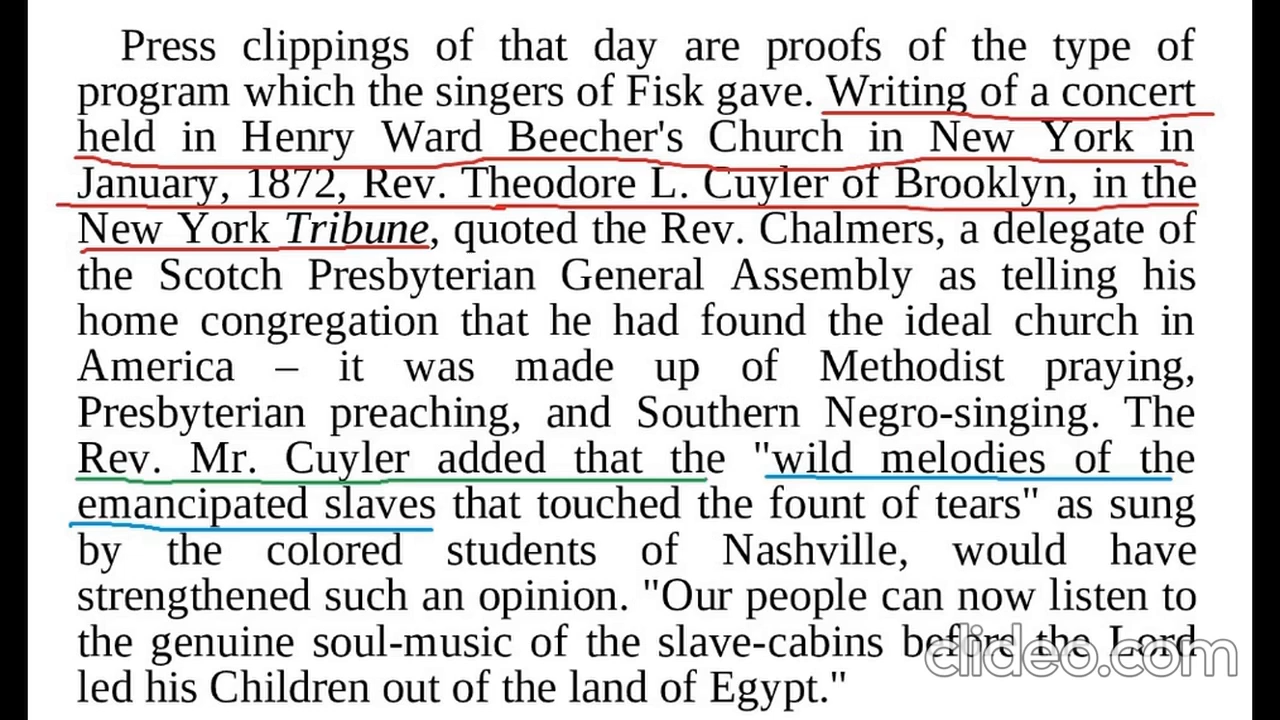 Press clippings of that day are proofs of the type of
program which the singers of Fisk gave. Writing of a concert
held in Henry Ward Beecher's Church in New York in
January, 1872, Rev. Theodore L. Cuyler of Brooklyn, in the
New York Tribune, quoted the Rev. Chalmers, a delegate of
the Scotch Presbyterian General Assembly as telling his
home congregation that he had found the ideal church in
America – it was made up of Methodist praying,
Presbyterian preaching, and Southern Negro-singing. The
Rev. Mr. Cuyler added that the "wild melodies of the
emancipated slaves that touched the fount of tears" as sung
by the colored students of Nashville, would have
strengthened such an opinion. "Our people can now listen to
the genuine soul-music of the slave-cabins before the Lord
led his Children out of the land of Egypt."
clideo.com